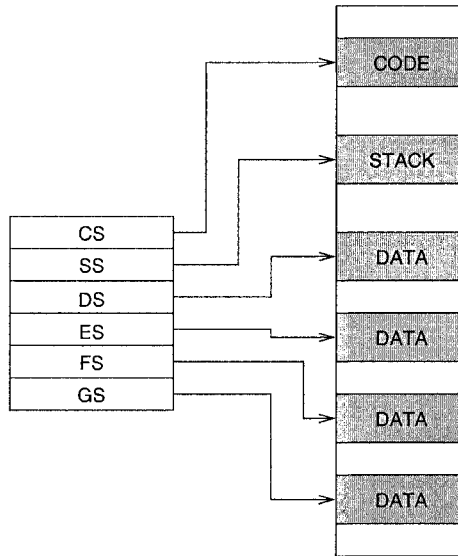 CODE
STACK
CS
SS
DS
ES
FS
GS
DATA
DATA
DATA
DATA